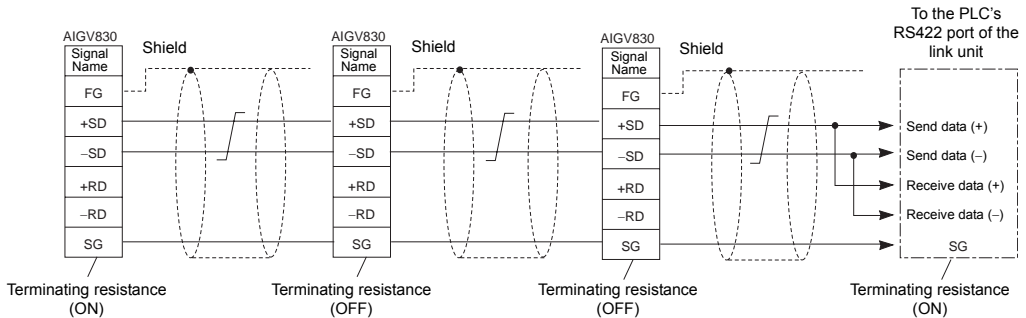 To the PLC's
RS422 port of the
link unit
AIGV830
Signal
Name
FG
+SD
−SD
+RD
−RD
SG
Shield
Terminating resistance
(ON)
AIGV830
Signal
Name
FG
+SD
−SD
+RD
−RD
SG
Shield
Terminating resistance
(OFF)
AIGV830
Signal
Name
FG
+SD
−SD
+RD
−RD
SG
Shield
Terminating resistance
(OFF)
Send data (+)
Send data (−)
Receive data (+)
Receive data (−)
SG
Terminating resistance
(ON)